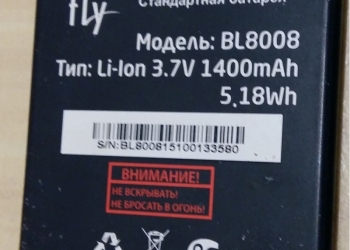 fly
Стандартная батарея
Модель: BL8008
Тип: Li-Ion 3.7V 1400mAh
5.18Wh
S/N:BL800815100133580
ВНИМАНИЕ!
НЕ ВСКРЫВАТЬ!
НЕ БРОСАТЬ В ОГОНЬ!